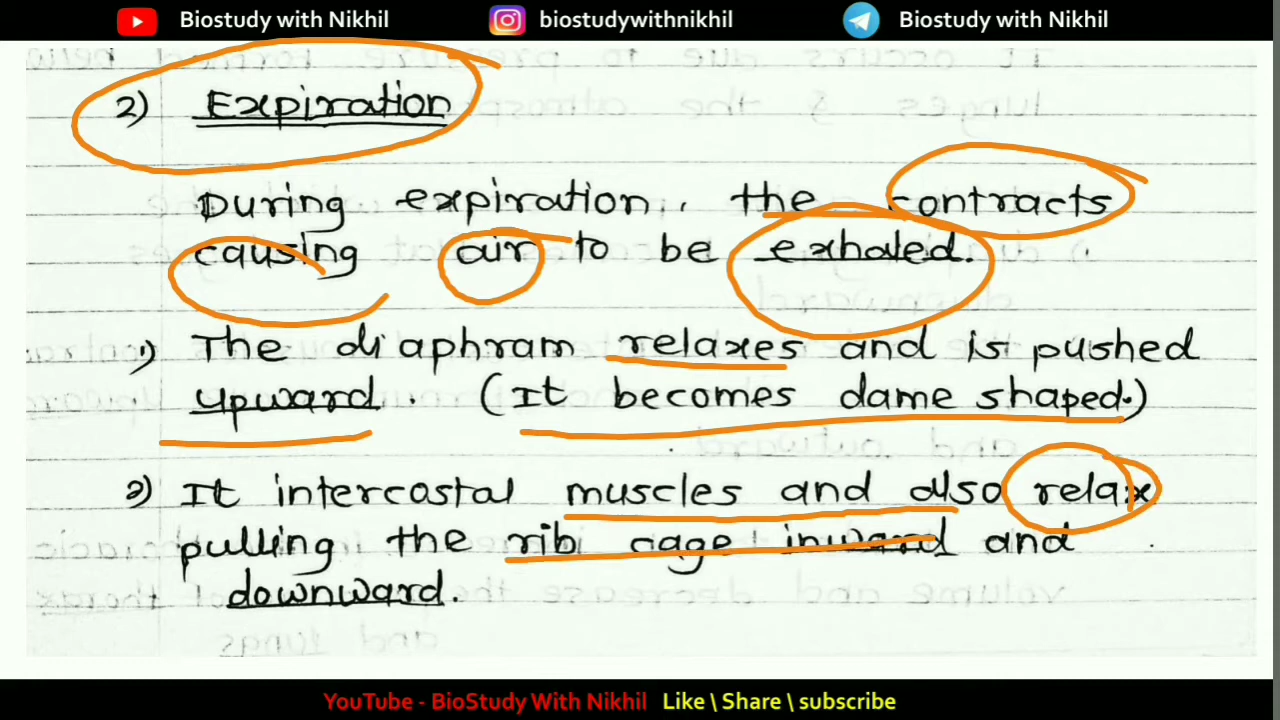 Biostudy with Nikhil biostudywithnikhil Biostudy with Nikhil
2) Expiration
During expiration, the contracts
causing air to be exhaled.
1) The diaphram relaxes and is pushed
upward. (It becomes dame shaped.)
2) It intercostal muscles and also relax
pulling the rib cage inward and
downward.
YouTube - BioStudy With Nikhil Like \ Share \ subscribe